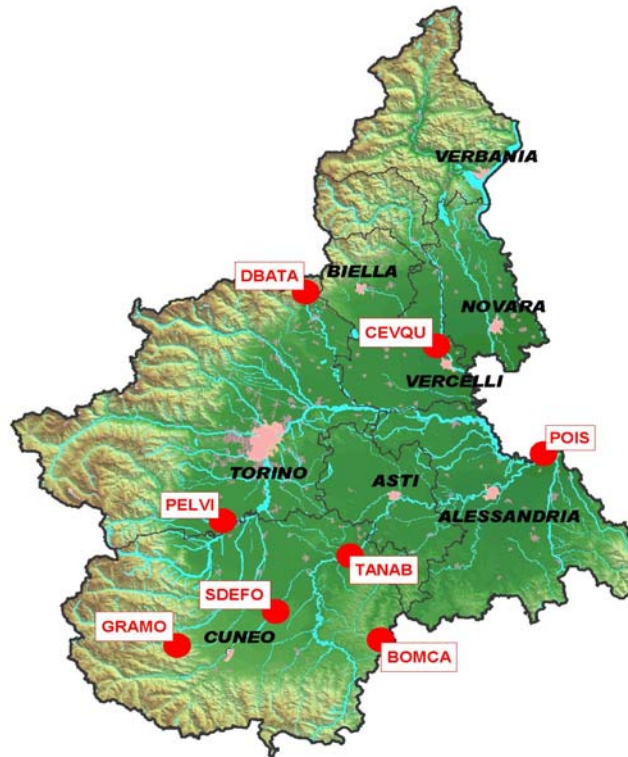 VERBANIA
BIELLA
DBATA
NOVARA
CEVQU
VERCELLI
POIS
TORINO
ASTI
ALESSANDRIA
PELVI
TANAB
SDEFO
GRAMO
CUNEO
BOMCA